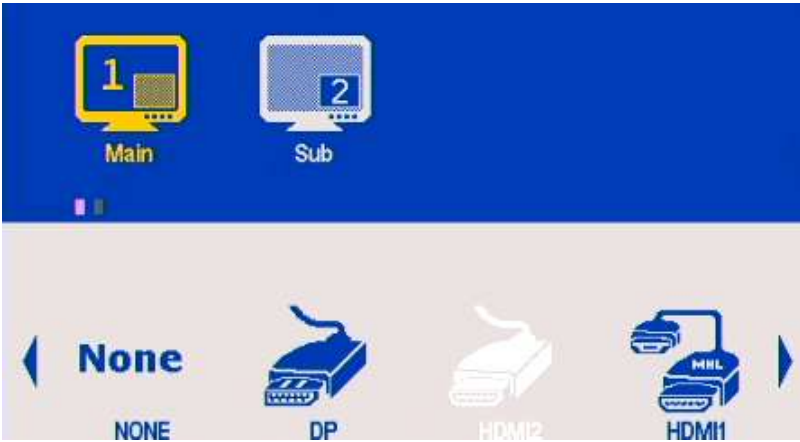 1
2
Main
Sub
None
MHL
NONE
DP
HDMI2
HDMI1